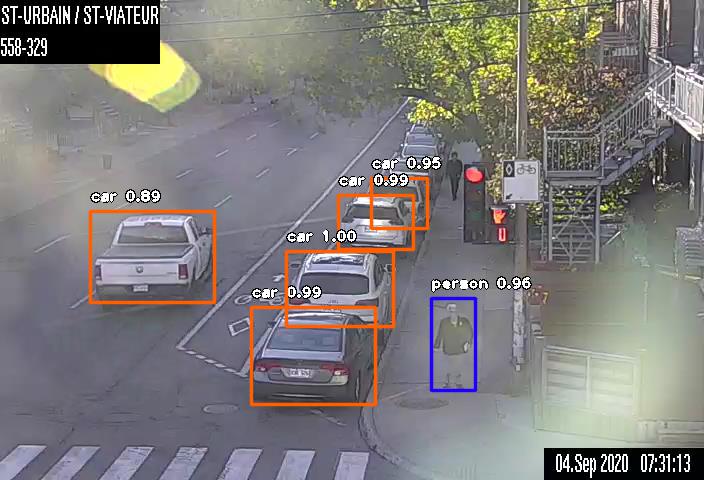 ST-URBAIN / ST-VIATEUR
558-329
car 0.95
car 0.99
car 0.89
car 1.00
car 0.99
person 0.96
04.Sep 2020 07:31:13